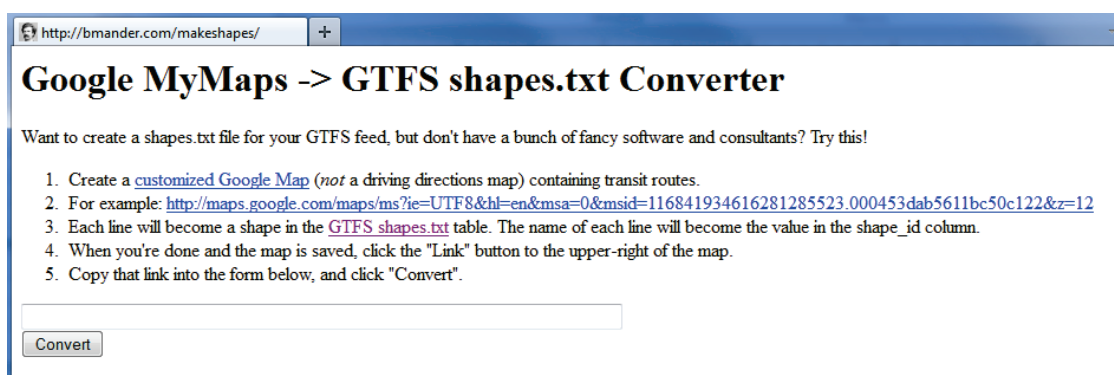 http://bmander.com/makeshapes/
+
Google MyMaps -> GTFS shapes.txt Converter
Want to create a shapes.txt file for your GTFS feed, but don't have a bunch of fancy software and consultants? Try this!
1. Create a customized Google Map (not a driving directions map) containing transit routes.
2. For example: http://maps.google.com/maps/ms?ie=UTF8&hl=en&msa=0&msid=116841934616281285523.000453dab5611bc50c122&z=12
3. Each line will become a shape in the GTFS shapes.txt table. The name of each line will become the value in the shape_id column.
4. When you're done and the map is saved, click the "Link" button to the upper-right of the map.
5. Copy that link into the form below, and click "Convert".
Convert